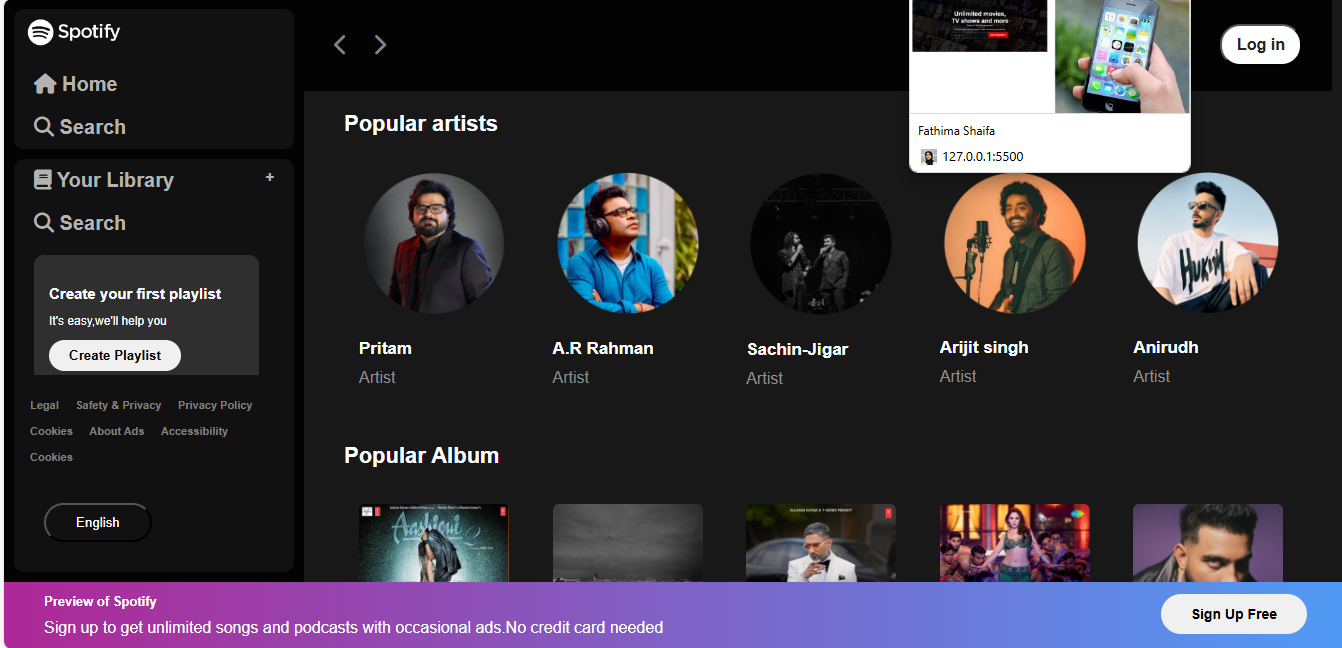 Spotify
Home
Search
Your Library +
Search
Create your first playlist
It's easy,we'll help you
Create Playlist
Legal Safety & Privacy Privacy Policy
Cookies About Ads Accessibility
Cookies
English
Unlimited movies,
TV shows and more
Fathima Shaifa
127.0.0.1:5500
Log in
Popular artists
HUKUM
Pritam A.R Rahman Sachin-Jigar Arijit singh Anirudh
Artist Artist Artist Artist Artist
Popular Album
Aashiqui
Preview of Spotify
Sign up to get unlimited songs and podcasts with occasional ads.No credit card needed
Sign Up Free